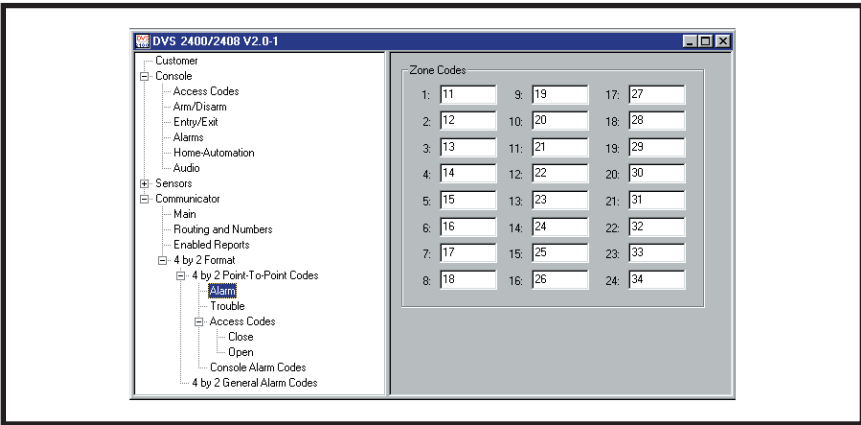 DVS 2400/2408 V2.0-1
Customer
Console
Access Codes
Arm/Disarm
Entry/Exit
Alarms
Home-Automation
Audio
Sensors
Communicator
Main
Routing and Numbers
Enabled Reports
4 by 2 Format
4 by 2 Point-To-Point Codes
Alarm
Trouble
Access Codes
Close
Open
Console Alarm Codes
4 by 2 General Alarm Codes
Zone Codes
1: 11 9: 19 17: 27
2: 12 10: 20 18: 28
3: 13 11: 21 19: 29
4: 14 12: 22 20: 30
5: 15 13: 23 21: 31
6: 16 14: 24 22: 32
7: 17 15: 25 23: 33
8: 18 16: 26 24: 34